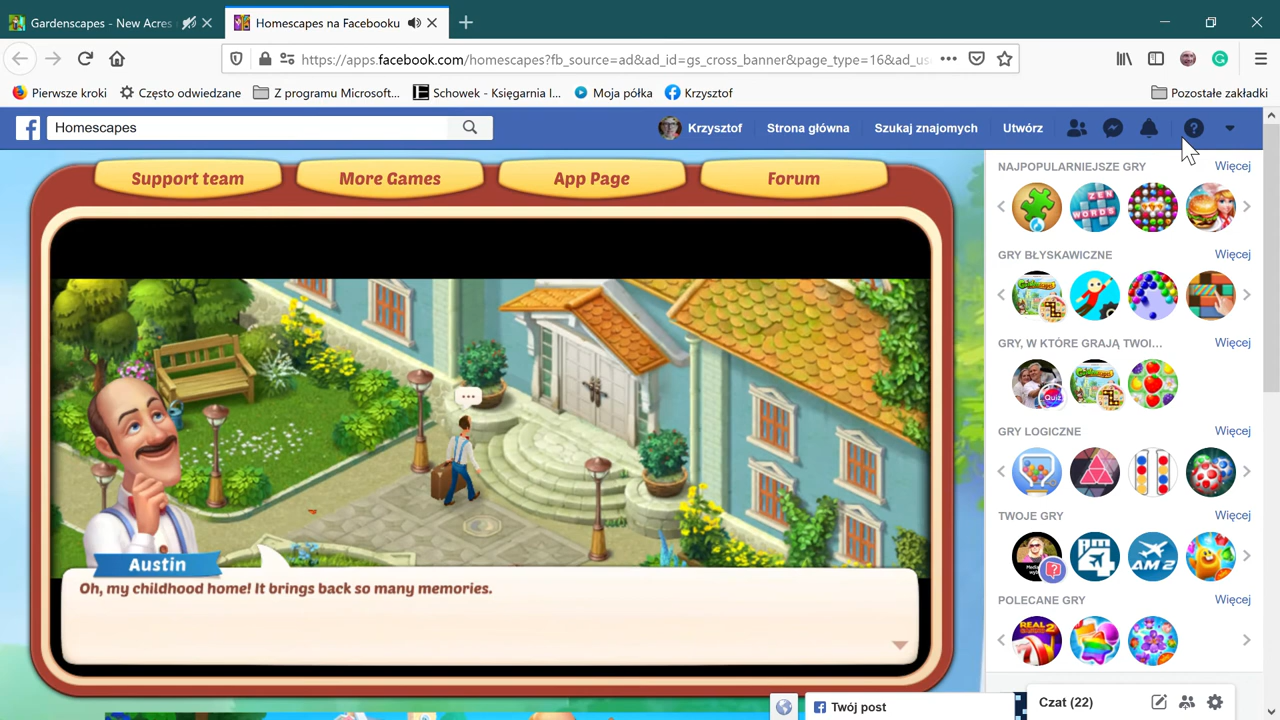 Gardenscapes - New Acres
Homescapes na Facebooku
https://apps.facebook.com/homescapes?fb_source=ad&ad_id=gs_cross_banner&page_type=16&ad_us
Pierwsze kroki
Często odwiedzane
Z programu Microsoft...
Schowek - Księgarnia I...
Moja półka
Krzysztof
Pozostałe zakładki
Homescapes
Krzysztof
Strona główna
Szukaj znajomych
Utwórz
Support team
More Games
App Page
Forum
Austin
Oh, my childhood home! It brings back so many memories.
NAJPOPULARNIEJSZE GRY
Więcej
ZEN
WORDS
GRY BŁYSKAWICZNE
Więcej
GRY, W KTÓRE GRAJĄ TWOI...
Więcej
Quiz
GRY LOGICZNE
Więcej
TWOJE GRY
Więcej
AM 2
POLECANE GRY
Więcej
REAL
2
Twój post
Czat (22)